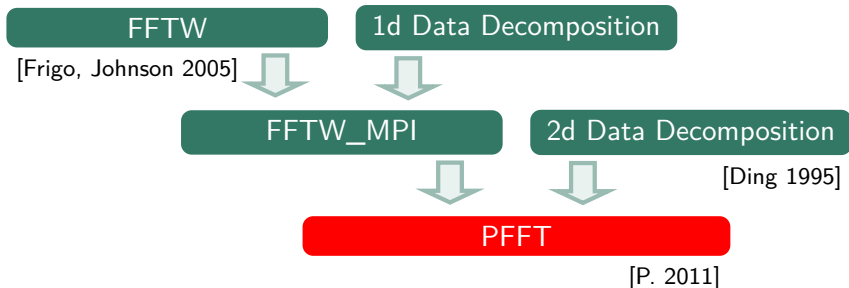 FFTW
1d Data Decomposition
[Frigo, Johnson 2005]
FFTW_MPI
2d Data Decomposition
[Ding 1995]
PFFT
[P. 2011]